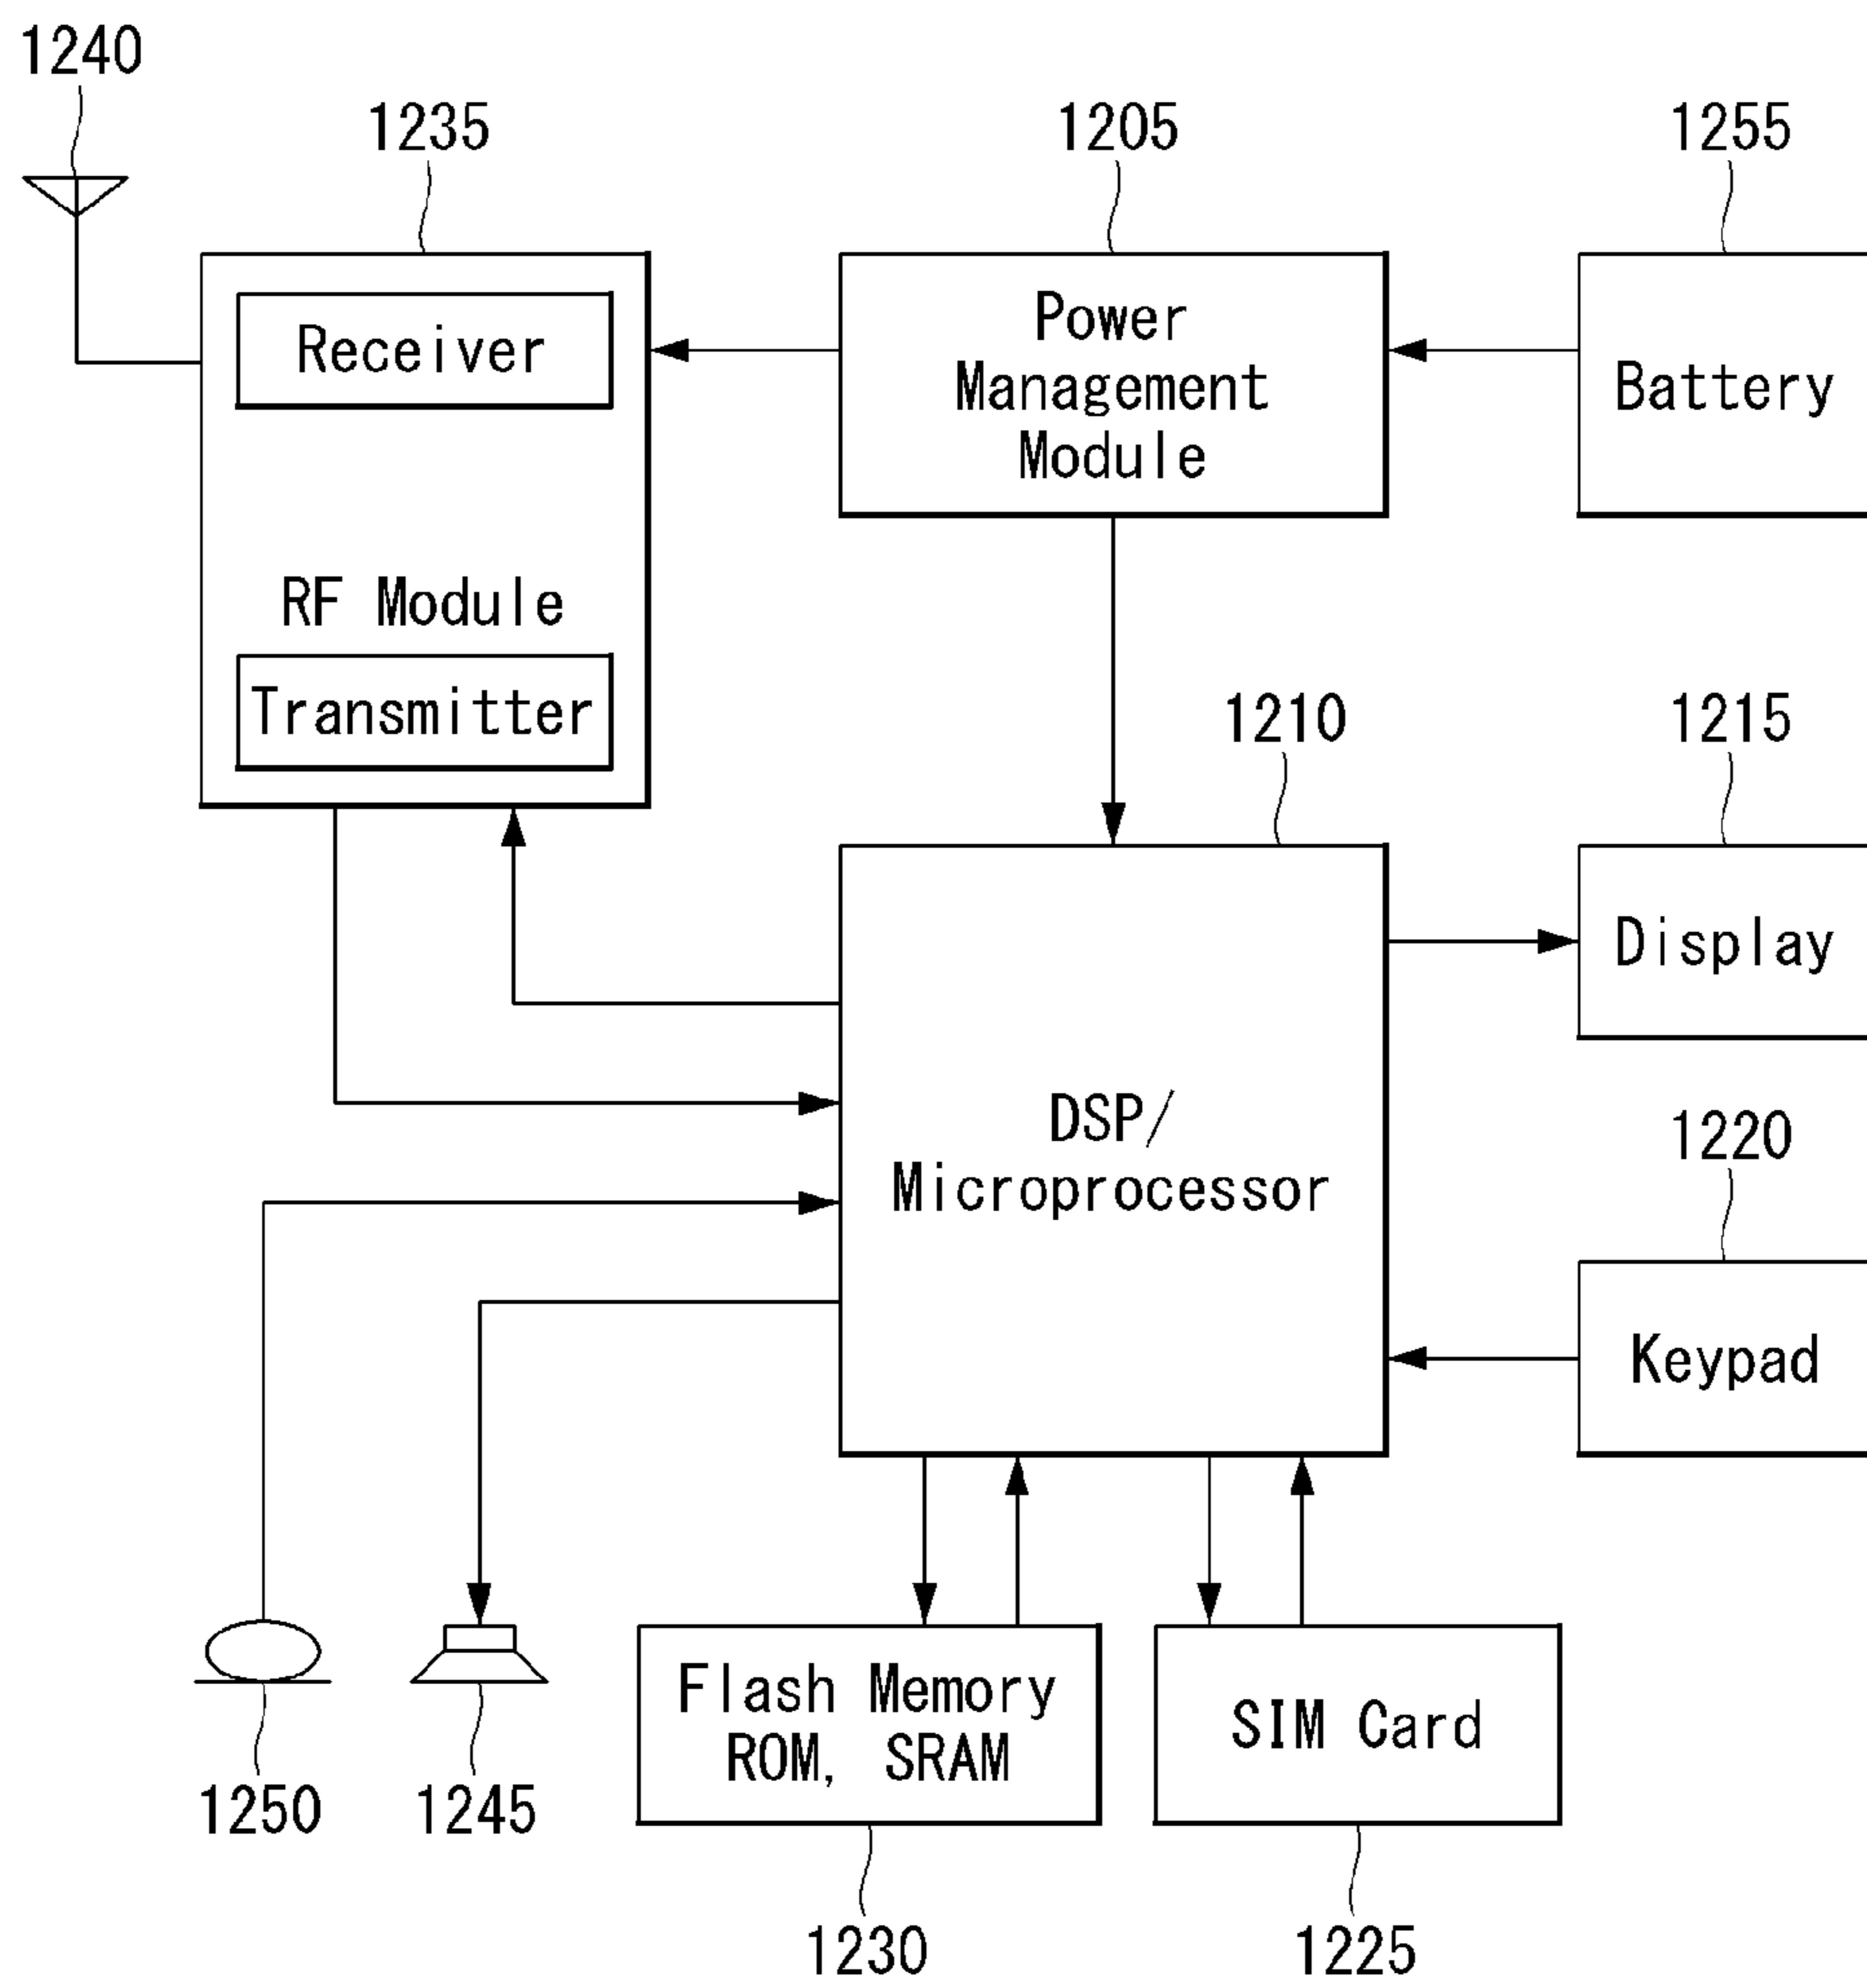 1240
1235
1205
1255
Receiver
RF Module
Transmitter
Power
Management
Module
Battery
1210
1215
DSP/
Microprocessor
Display
1220
Keypad
Flash Memory
ROM, SRAM
SIM Card
1250
1245
1230
1225